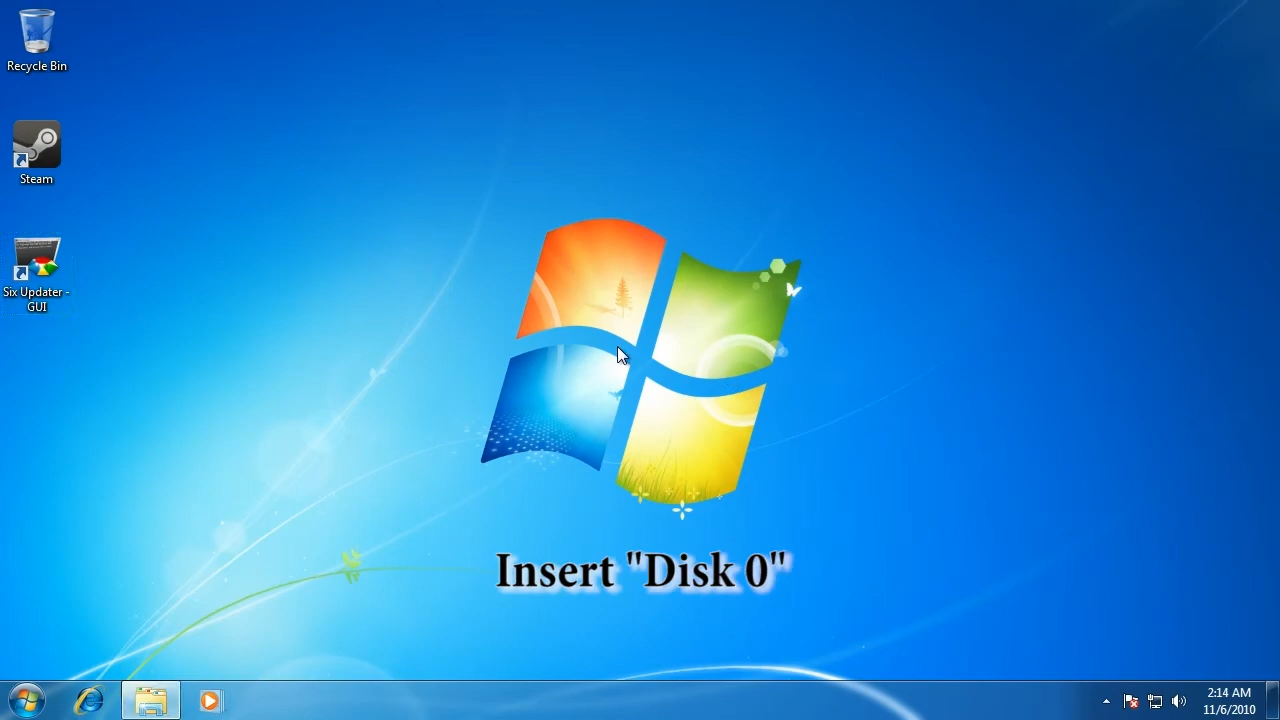 Recycle Bin
Steam
Six Updater -
GUI
Insert "Disk 0"
2:14 AM
11/6/2010